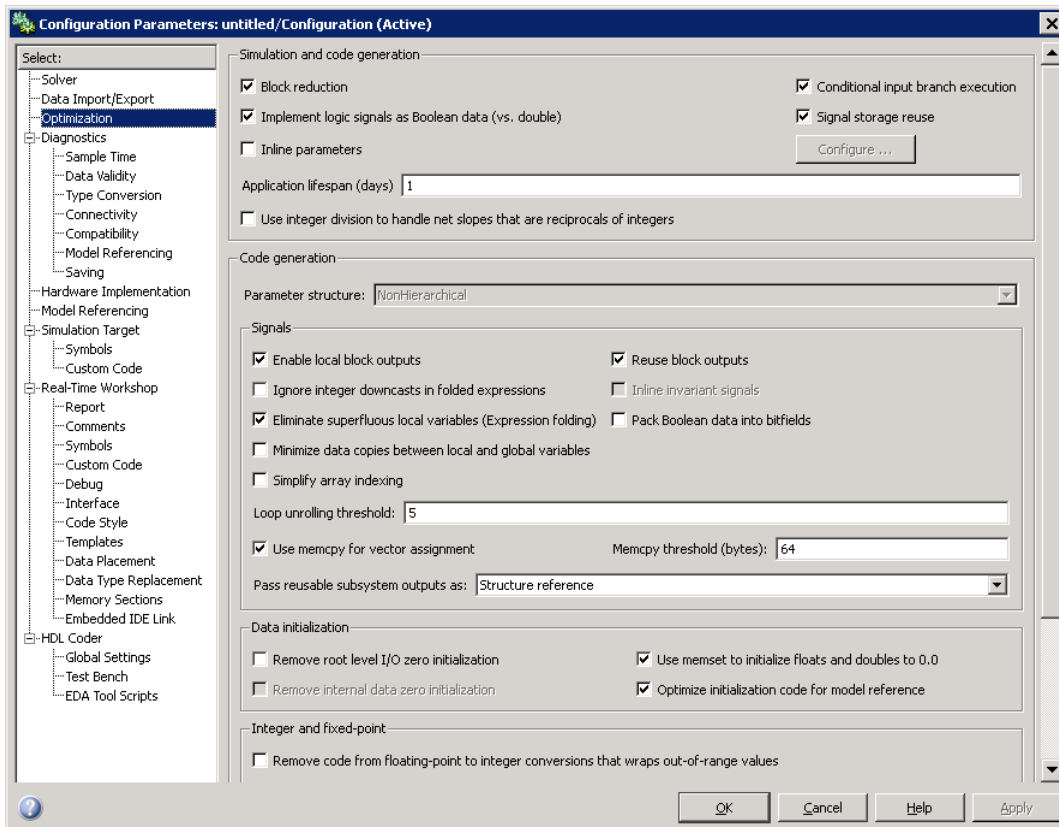 Configuration Parameters: untitled/Configuration (Active)
Select:
Solver
Data Import/Export
Optimization
Diagnostics
Sample Time
Data Validity
Type Conversion
Connectivity
Compatibility
Model Referencing
Saving
Hardware Implementation
Model Referencing
Simulation Target
Symbols
Custom Code
Real-Time Workshop
Report
Comments
Symbols
Custom Code
Debug
Interface
Code Style
Templates
Data Placement
Data Type Replacement
Memory Sections
Embedded IDE Link
HDL Coder
Global Settings
Test Bench
EDA Tool Scripts
Simulation and code generation
Block reduction
Conditional input branch execution
Implement logic signals as Boolean data (vs. double)
Signal storage reuse
Inline parameters
Configure ...
Application lifespan (days) 1
Use integer division to handle net slopes that are reciprocals of integers
Code generation
Parameter structure: NonHierarchical
Signals
Enable local block outputs
Reuse block outputs
Ignore integer downcasts in folded expressions
Inline invariant signals
Eliminate superfluous local variables (Expression folding)
Pack Boolean data into bitfields
Minimize data copies between local and global variables
Simplify array indexing
Loop unrolling threshold: 5
Use memcpy for vector assignment
Memcpy threshold (bytes): 64
Pass reusable subsystem outputs as: Structure reference
Data initialization
Remove root level I/O zero initialization
Use memset to initialize floats and doubles to 0.0
Remove internal data zero initialization
Optimize initialization code for model reference
Integer and fixed-point
Remove code from floating-point to integer conversions that wraps out-of-range values
OK
Cancel
Help
Apply